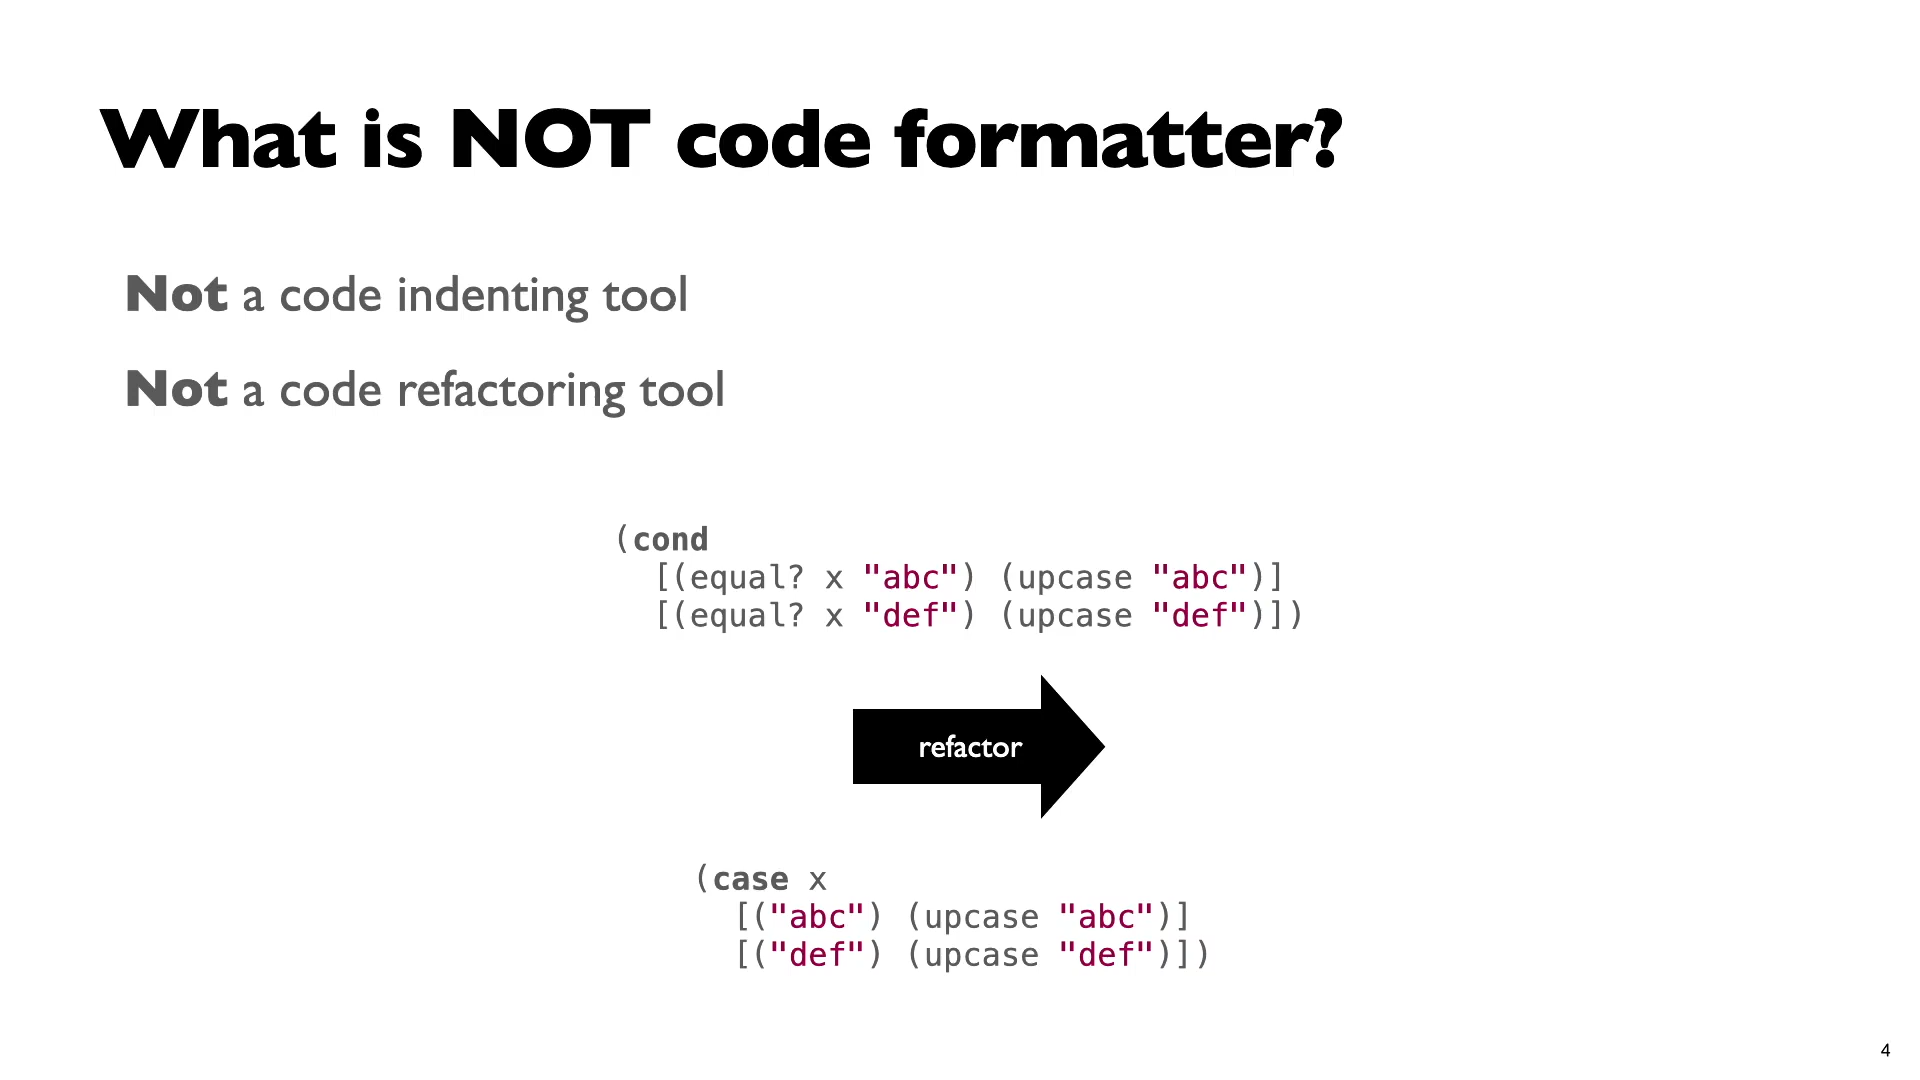 What is NOT code formatter?
Not a code indenting tool
Not a code refactoring tool
(cond
  [(equal? x "abc") (upcase "abc")]
  [(equal? x "def") (upcase "def")])
refactor
(case x
  [("abc") (upcase "abc")]
  [("def") (upcase "def")])
4